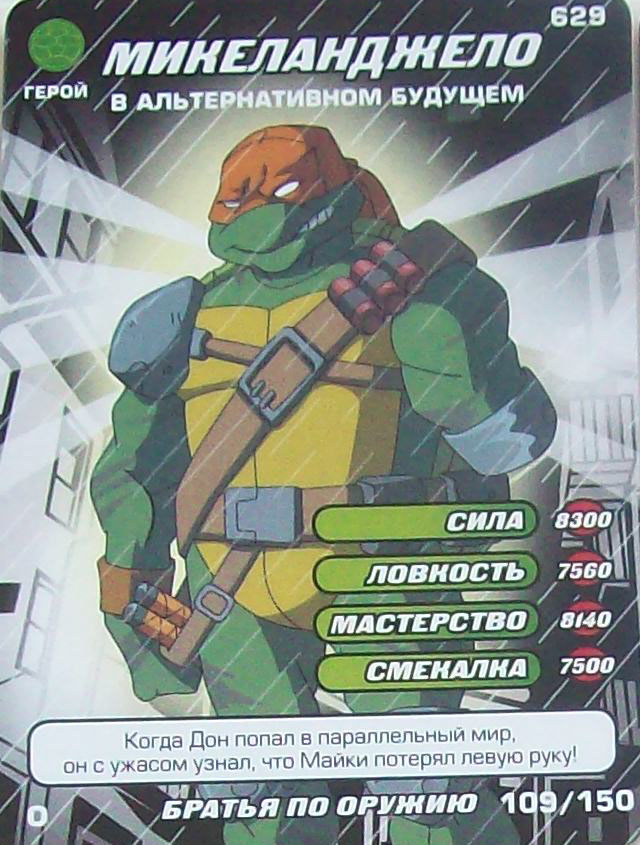 629
МИКЕЛАНДЖЕЛО
ГЕРОЙ
В АЛЬТЕРНАТИВНОМ БУДУЩЕМ
СИЛА 8300
ЛОВКОСТЬ 7560
МАСТЕРСТВО 8140
СМЕКАЛКА 7500
Когда Дон попал в параллельный мир,
он с ужасом узнал, что Майки потерял левую руку!
О БРАТЬЯ ПО ОРУЖИЮ 109/150